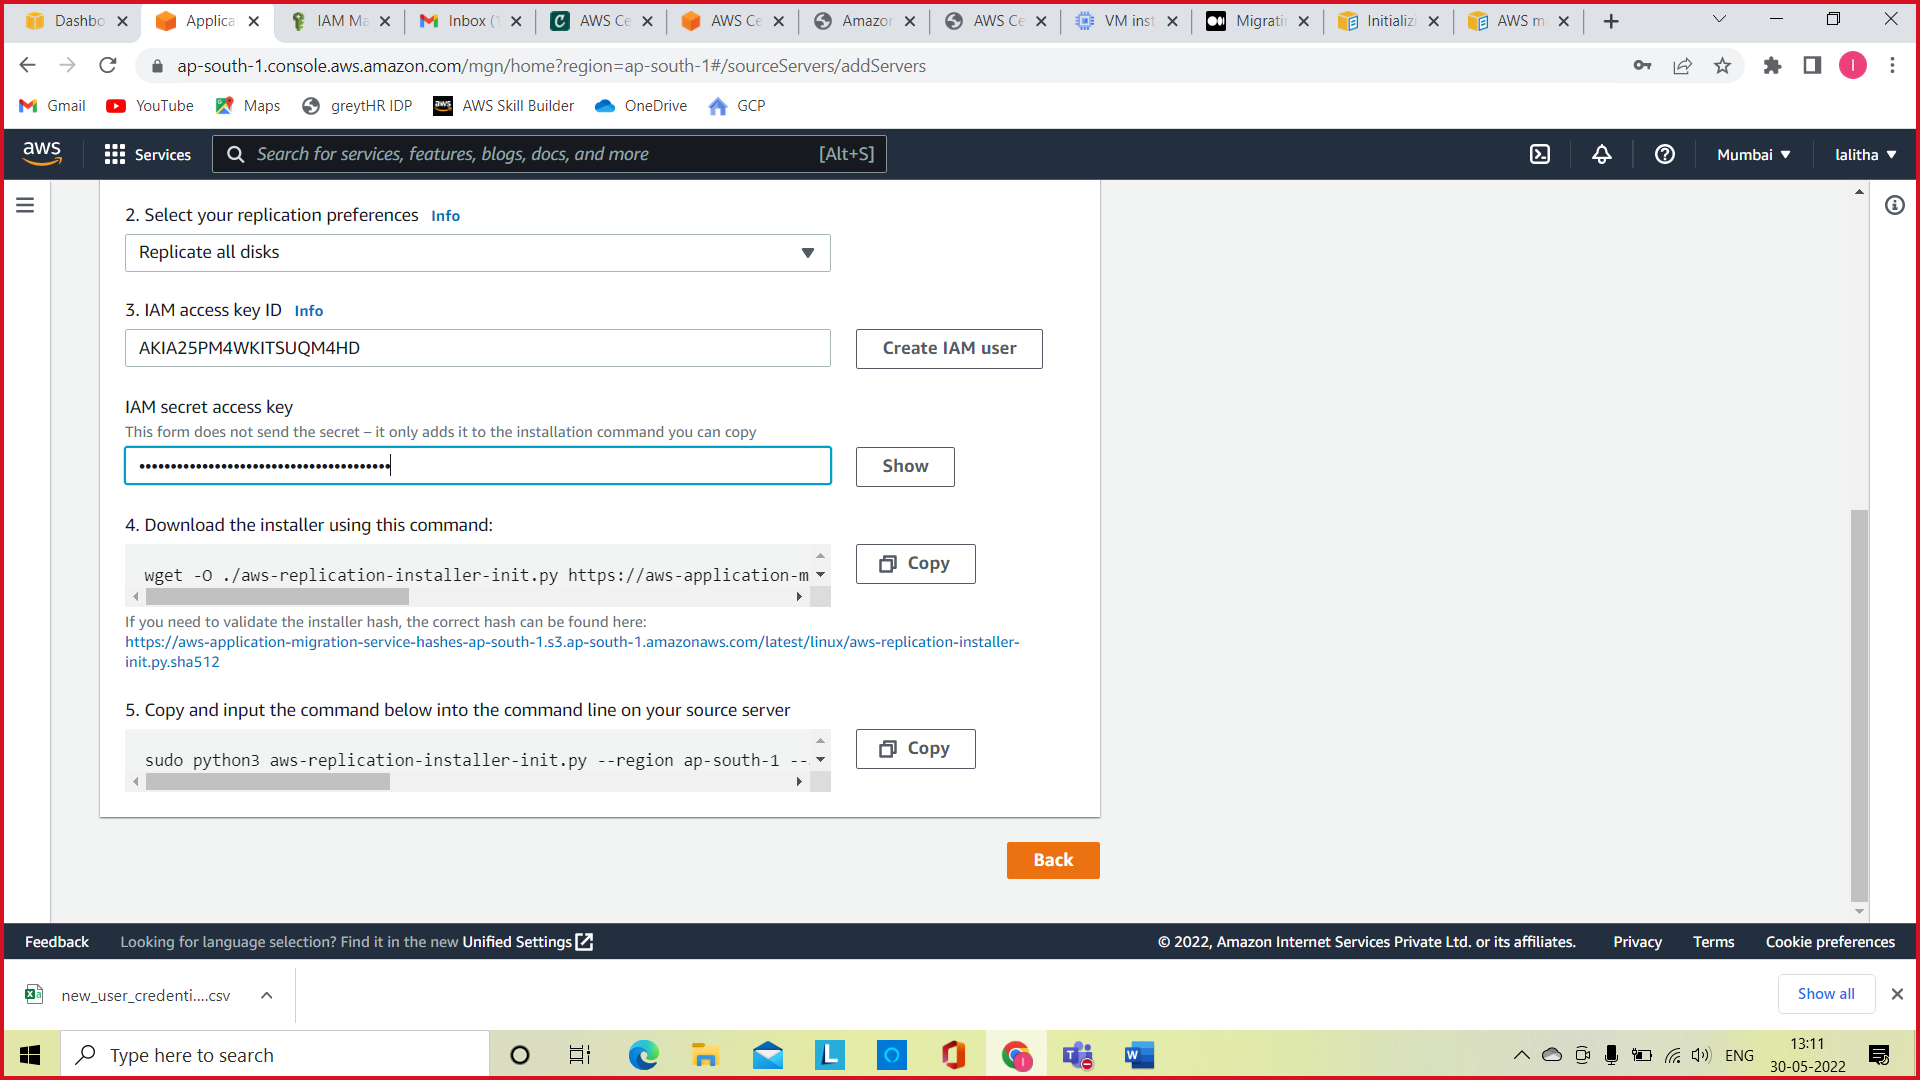 Dashbo
Applica
IAM Ma
Inbox (1
AWS Ce
AWS Ce
Amazon
AWS Ce
VM inst
Migratin
Initializi
AWS m
ap-south-1.console.aws.amazon.com/mgn/home?region=ap-south-1#/sourceServers/addServers
Gmail YouTube Maps greytHR IDP AWS Skill Builder OneDrive GCP
aws Services Search for services, features, blogs, docs, and more [Alt+S] Mumbai lalitha
2. Select your replication preferences Info
Replicate all disks
3. IAM access key ID Info
AKIA25PM4WKITSUQM4HD
Create IAM user
IAM secret access key
This form does not send the secret – it only adds it to the installation command you can copy
Show
4. Download the installer using this command:
wget -O ./aws-replication-installer-init.py https://aws-application-m
Copy
If you need to validate the installer hash, the correct hash can be found here:
https://aws-application-migration-service-hashes-ap-south-1.s3.ap-south-1.amazonaws.com/latest/linux/aws-replication-installer-
init.py.sha512
5. Copy and input the command below into the command line on your source server
sudo python3 aws-replication-installer-init.py --region ap-south-1 --
Copy
Back
Feedback Looking for language selection? Find it in the new Unified Settings © 2022, Amazon Internet Services Private Ltd. or its affiliates. Privacy Terms Cookie preferences
new_user_credenti....csv
Show all
Type here to search
ENG
13:11
30-05-2022